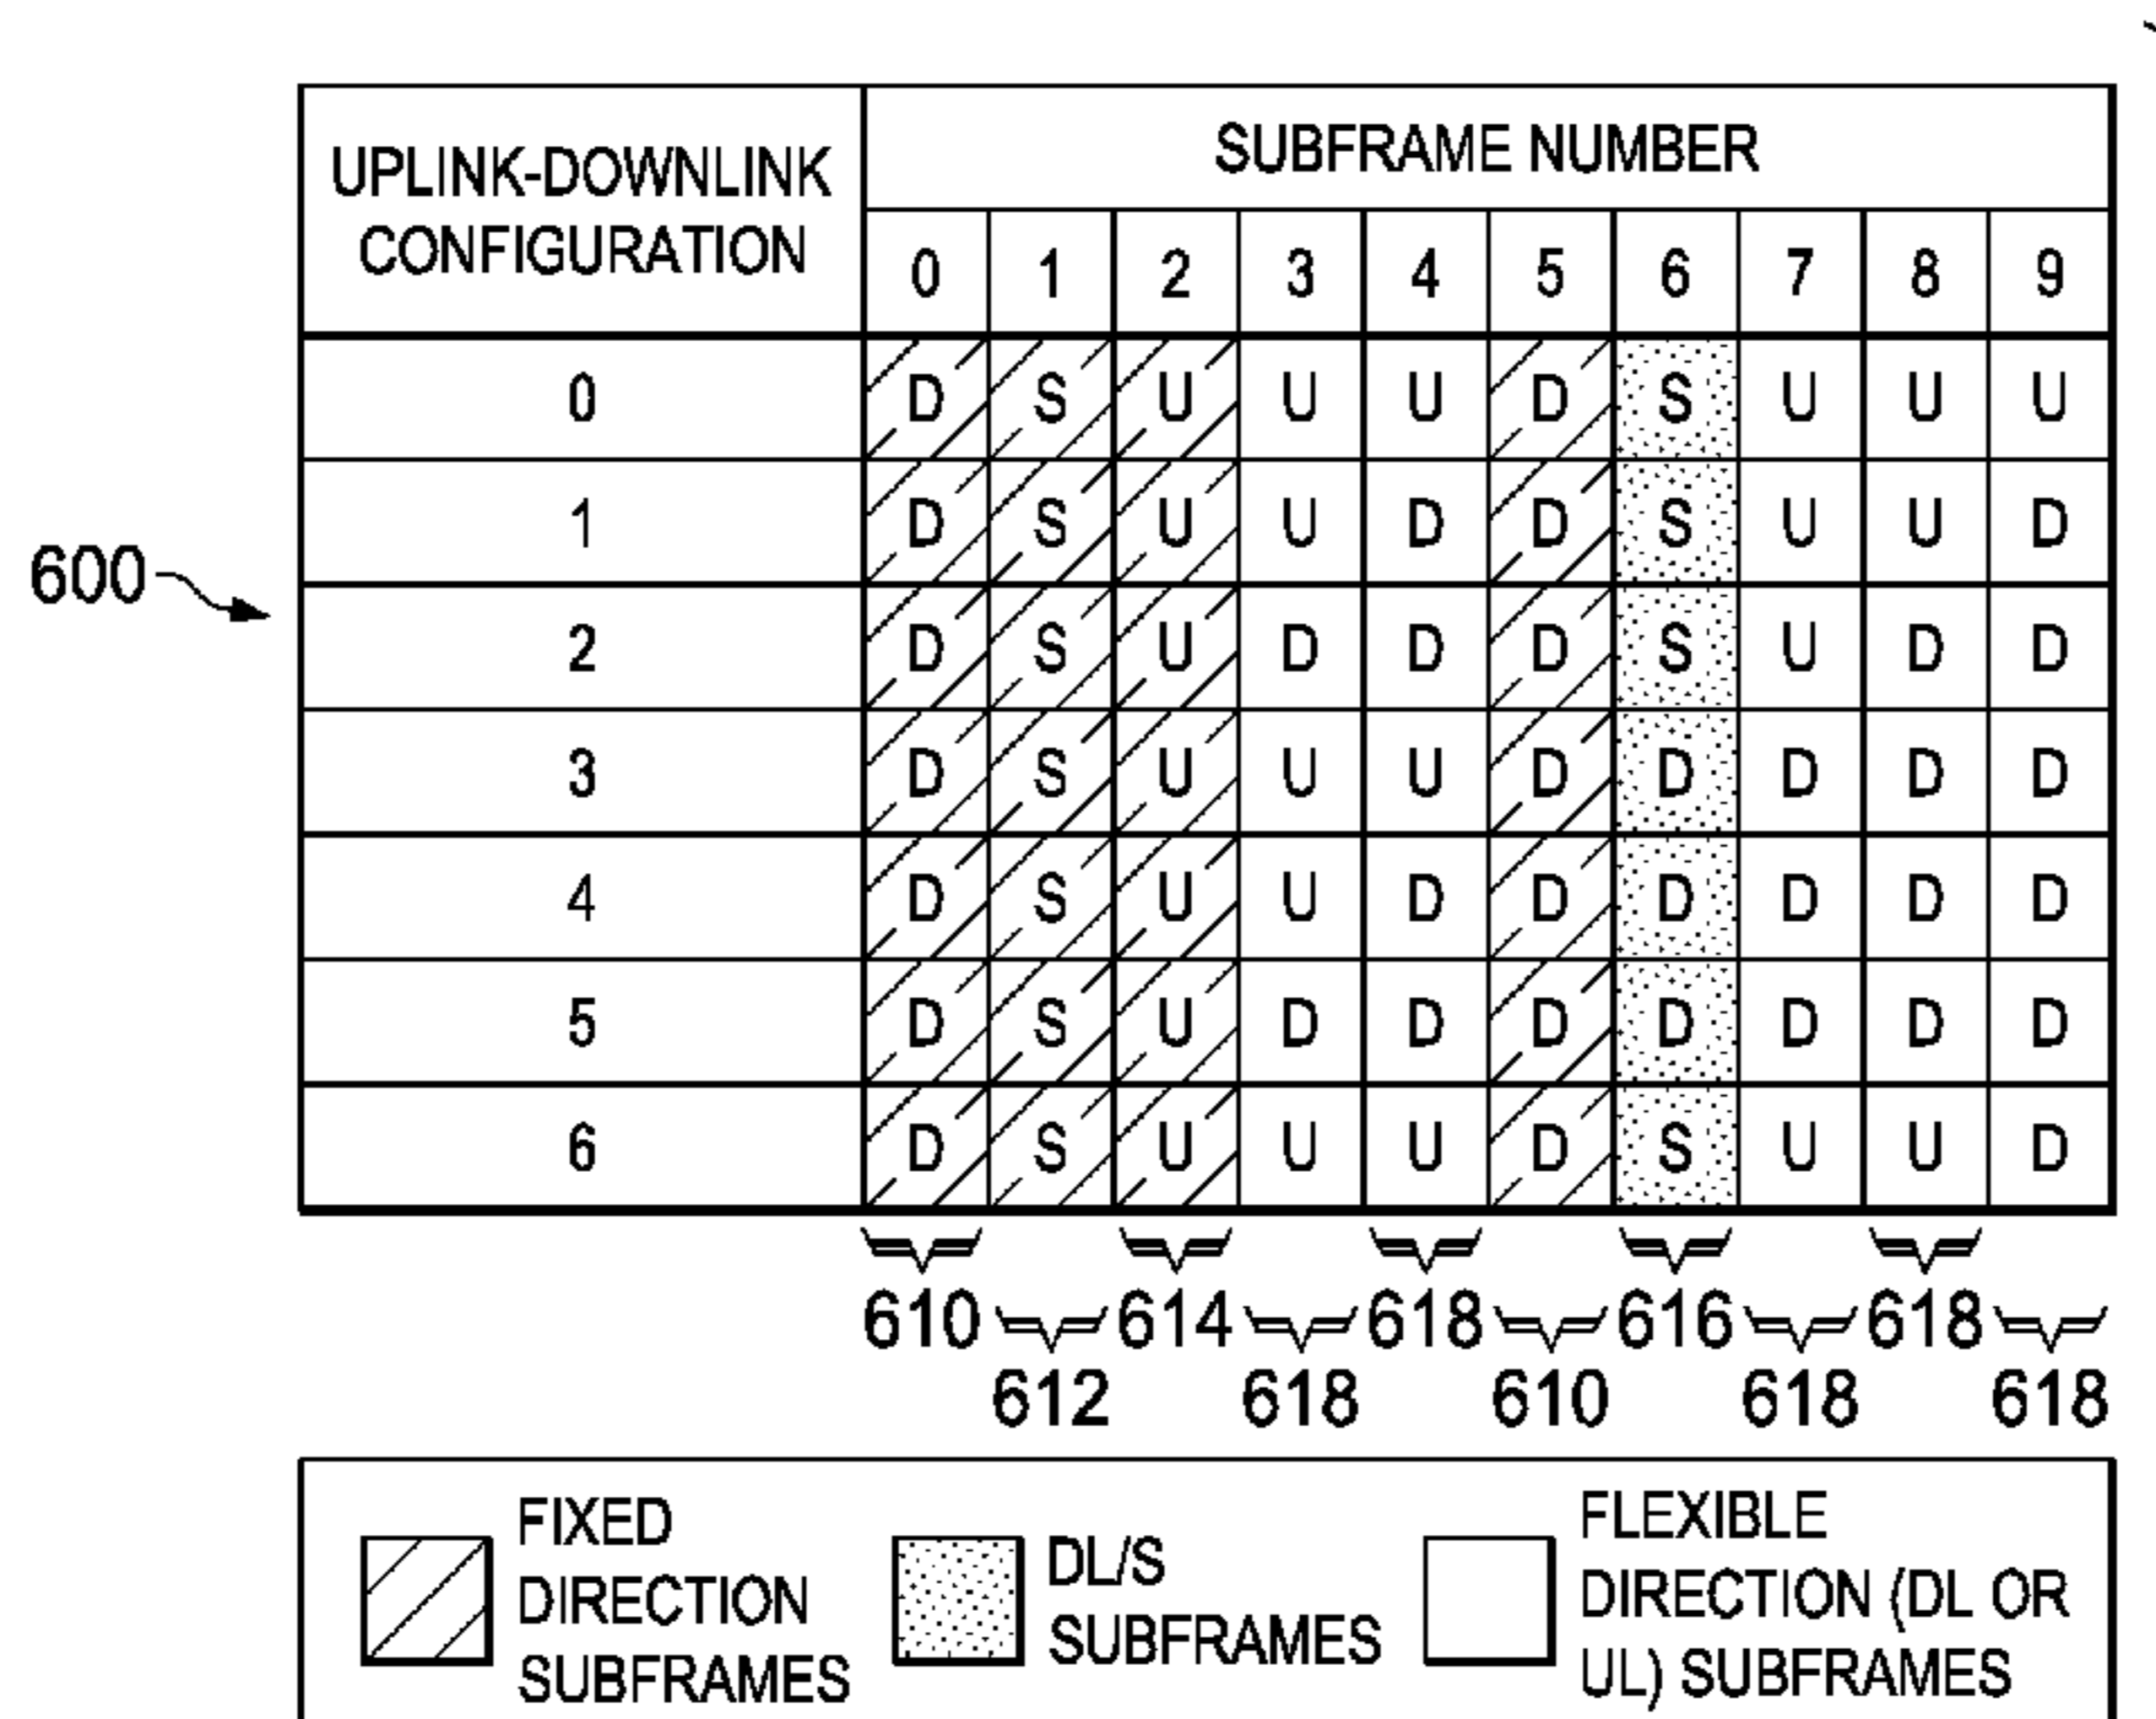 UPLINK-DOWNLINK CONFIGURATION SUBFRAME NUMBER
0 1 2 3 4 5 6 7 8 9
0 D S U U U D S U U U
1 D S U U D D S U U D
600
2 D S U D D D S U D D
3 D S U U U D D D D D
4 D S U U D D D D D D
5 D S U D D D D D D D
6 D S U U U D S U U D
610 614 618 616 618
612 618 610 618 618
FIXED DIRECTION SUBFRAMES
DL/S SUBFRAMES
FLEXIBLE DIRECTION (DL OR UL) SUBFRAMES